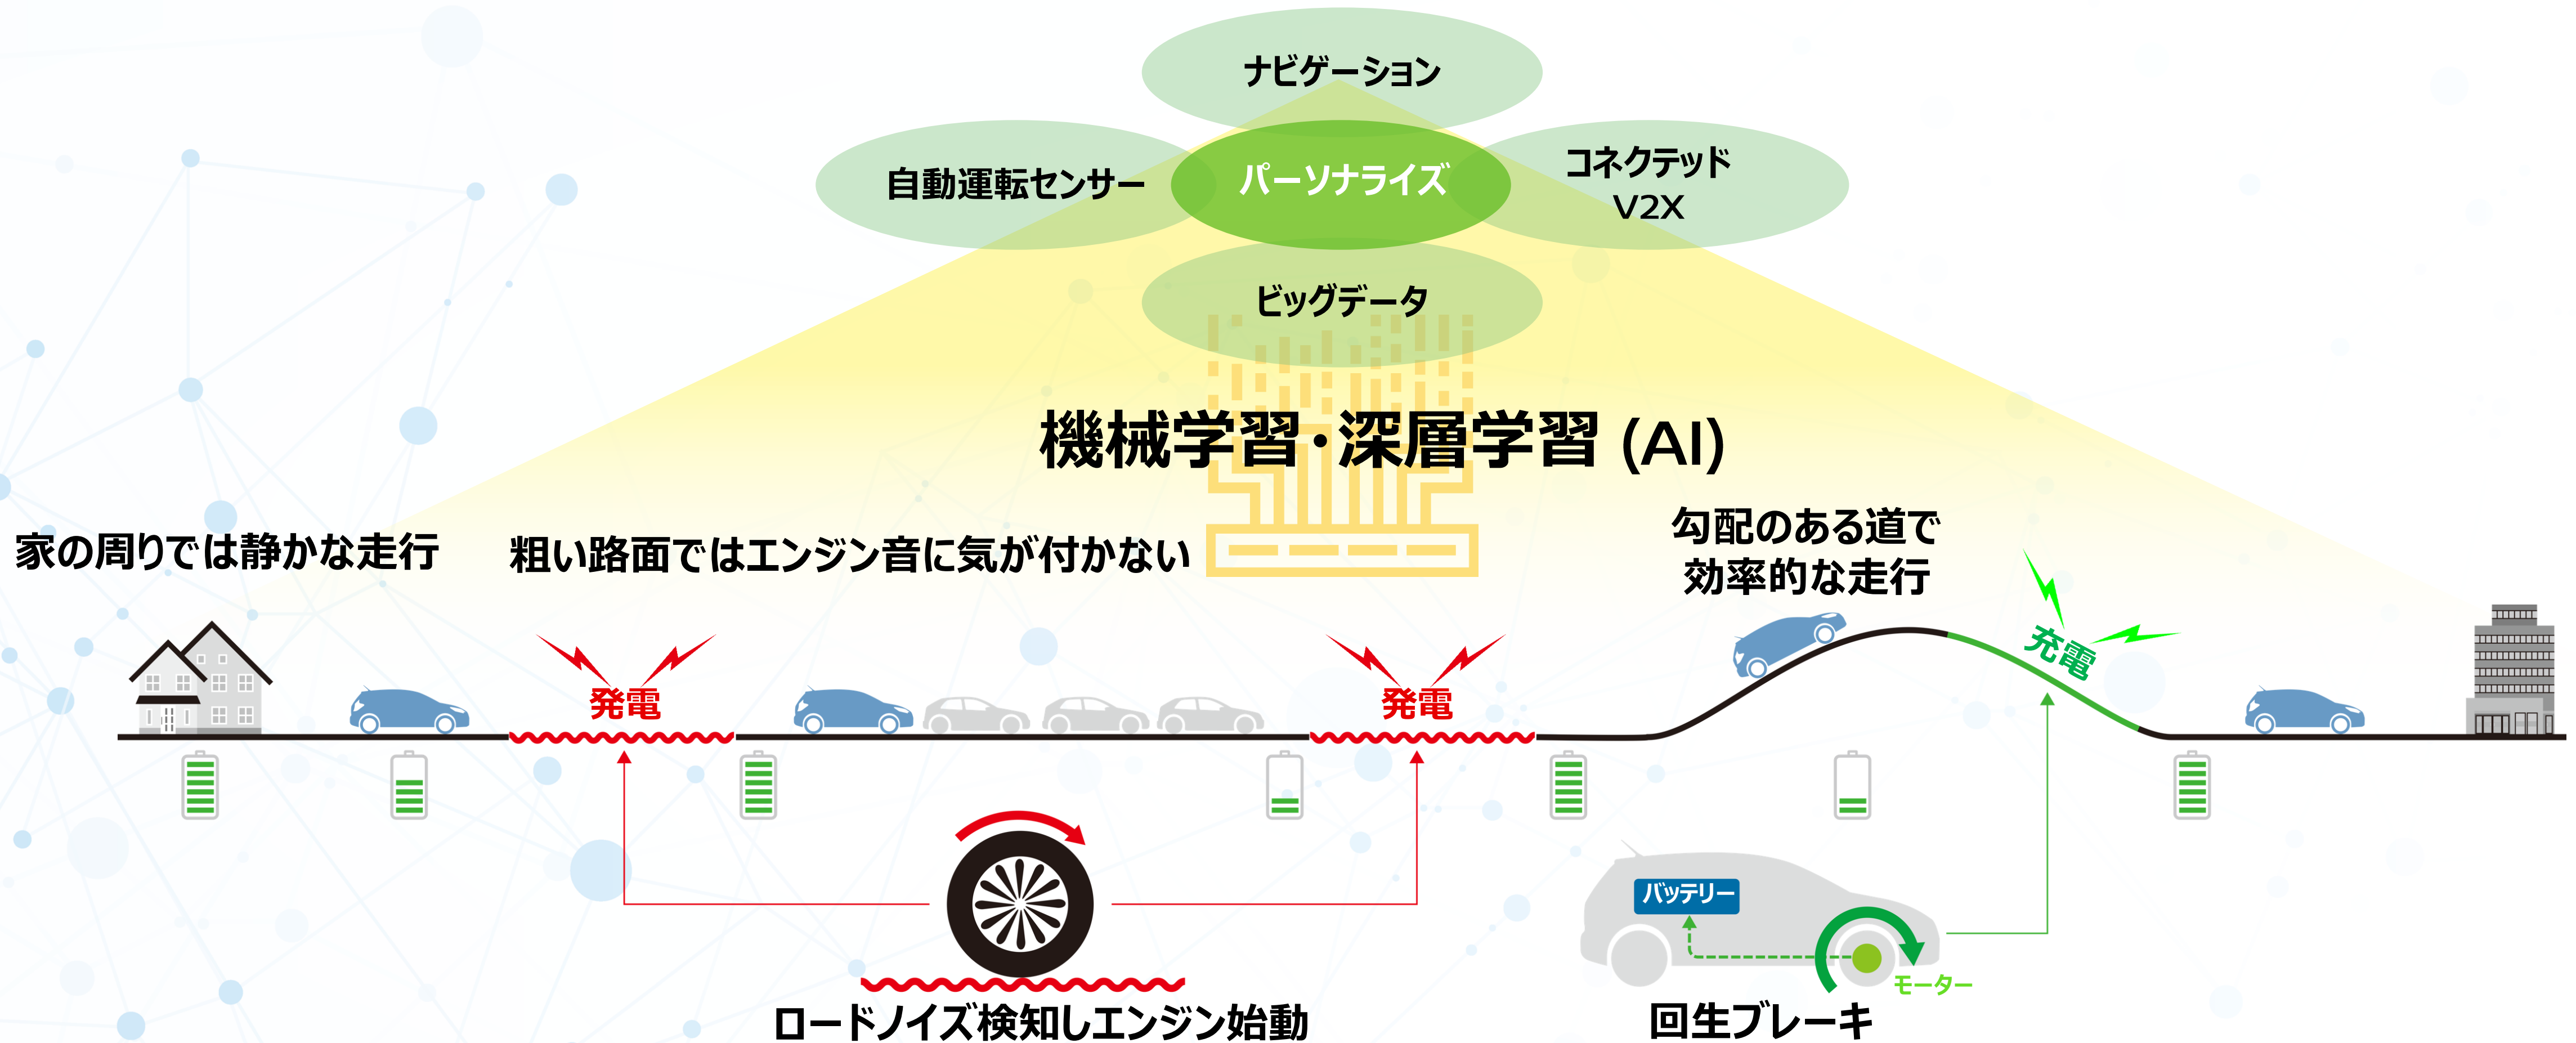 ナビゲーション
自動運転センサー
パーソナライズ
コネクテッド
V2X
ビッグデータ
機械学習・深層学習 (AI)
家の周りでは静かな走行
粗い路面ではエンジン音に気が付かない
勾配のある道で
効率的な走行
発電
発電
充電
バッテリー
モーター
ロードノイズ検知しエンジン始動
回生ブレーキ